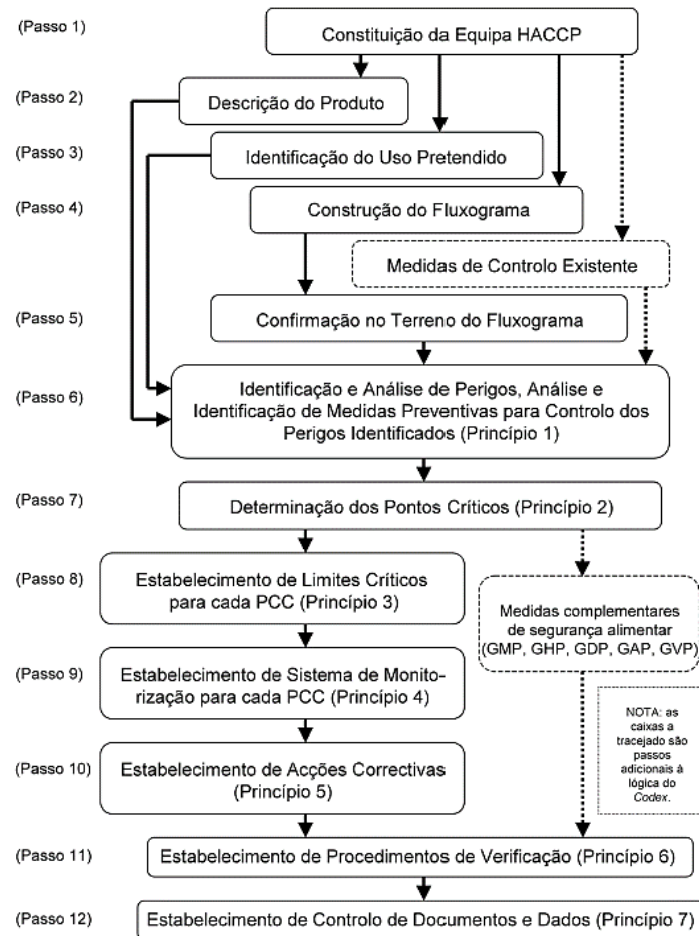 (Passo 1)
Constituição da Equipa HACCP
(Passo 2)
Descrição do Produto
(Passo 3)
Identificação do Uso Pretendido
(Passo 4)
Construção do Fluxograma
Medidas de Controlo Existente
(Passo 5)
Confirmação no Terreno do Fluxograma
(Passo 6)
Identificação e Análise de Perigos, Análise e
Identificação de Medidas Preventivas para Controlo dos
Perigos Identificados (Princípio 1)
(Passo 7)
Determinação dos Pontos Críticos (Princípio 2)
(Passo 8)
Estabelecimento de Limites Críticos
para cada PCC (Princípio 3)
Medidas complementares
de segurança alimentar
(GMP, GHP, GDP, GAP, GVP)
(Passo 9)
Estabelecimento de Sistema de Monito-
rização para cada PCC (Princípio 4)
NOTA: as
caixas a
tracejado são
passos
adicionais à
lógica do
Codex.
(Passo 10)
Estabelecimento de Acções Correctivas
(Princípio 5)
(Passo 11)
Estabelecimento de Procedimentos de Verificação (Princípio 6)
(Passo 12)
Estabelecimento de Controlo de Documentos e Dados (Princípio 7)